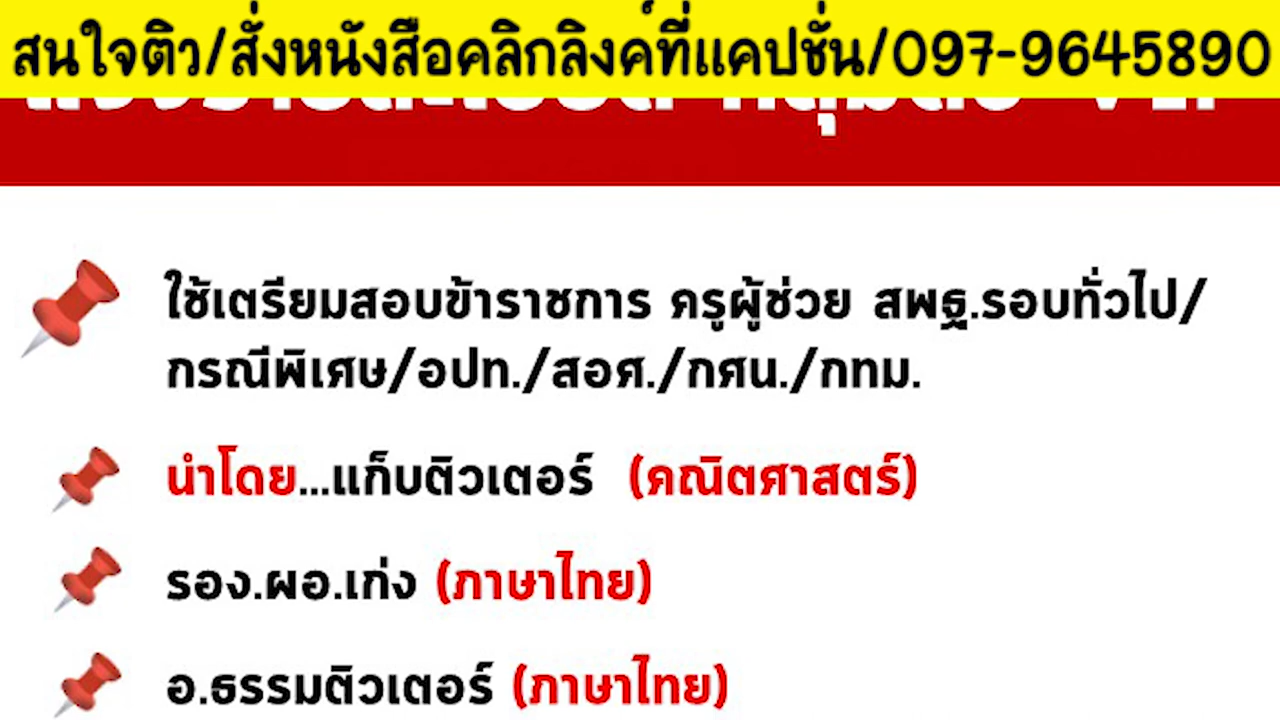 สนใจติว/สั่งหนังสือคลิกลิงค์ที่แคปชั่น/097-9645890
ใช้เตรียมสอบข้าราชการ ครูผู้ช่วย สพฐ.รอบทั่วไป/
กรณีพิเศษ/อปท./สอศ./กศน./กทม.
นำโดย...แก็บติวเตอร์ (คณิตศาสตร์)
รอง.ผอ.เก่ง (ภาษาไทย)
อ.ธรรมติวเตอร์ (ภาษาไทย)